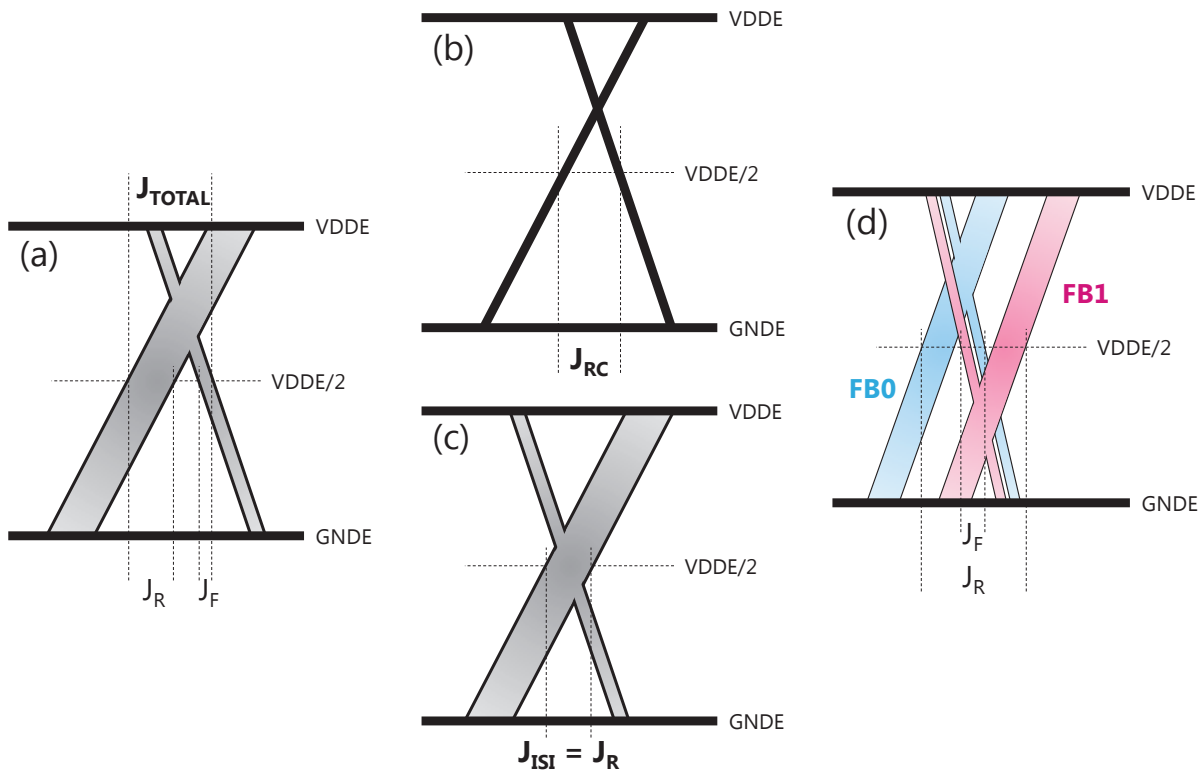 (a)
J_TOTAL
VDDE
VDDE/2
GNDE
J_R
J_F
(b)
VDDE
VDDE/2
GNDE
J_RC
(c)
VDDE
VDDE/2
GNDE
J_ISI = J_R
(d)
VDDE
FB1
VDDE/2
FB0
GNDE
J_F
J_R